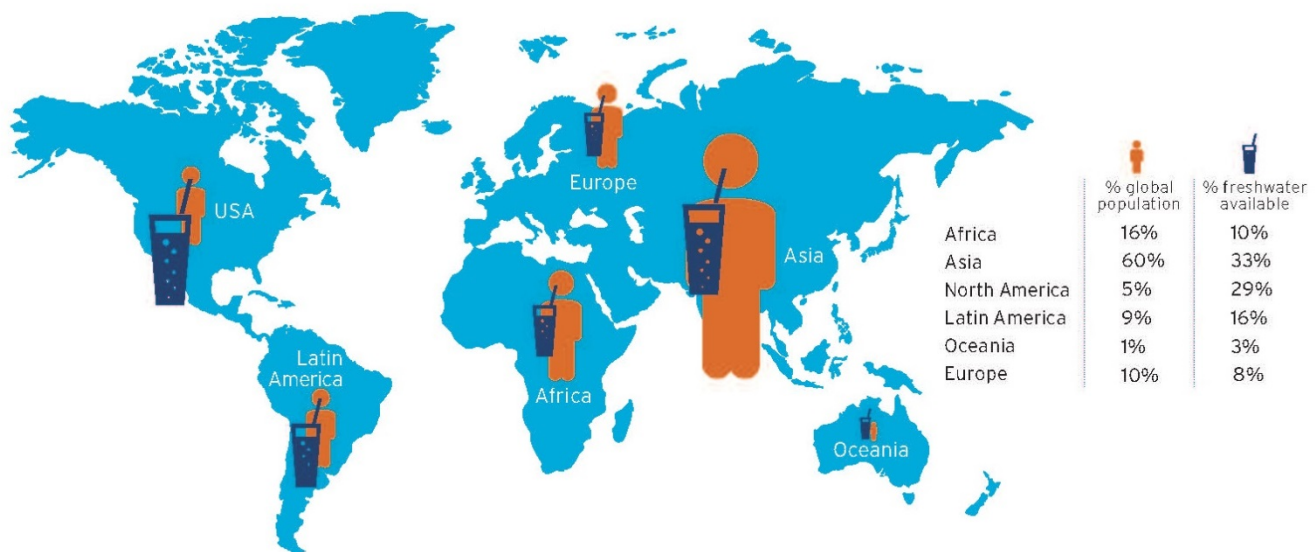 USA
Europe
Asia
Latin
America
Africa
Oceania
% global
population
% freshwater
available
Africa 16% 10%
Asia 60% 33%
North America 5% 29%
Latin America 9% 16%
Oceania 1% 3%
Europe 10% 8%